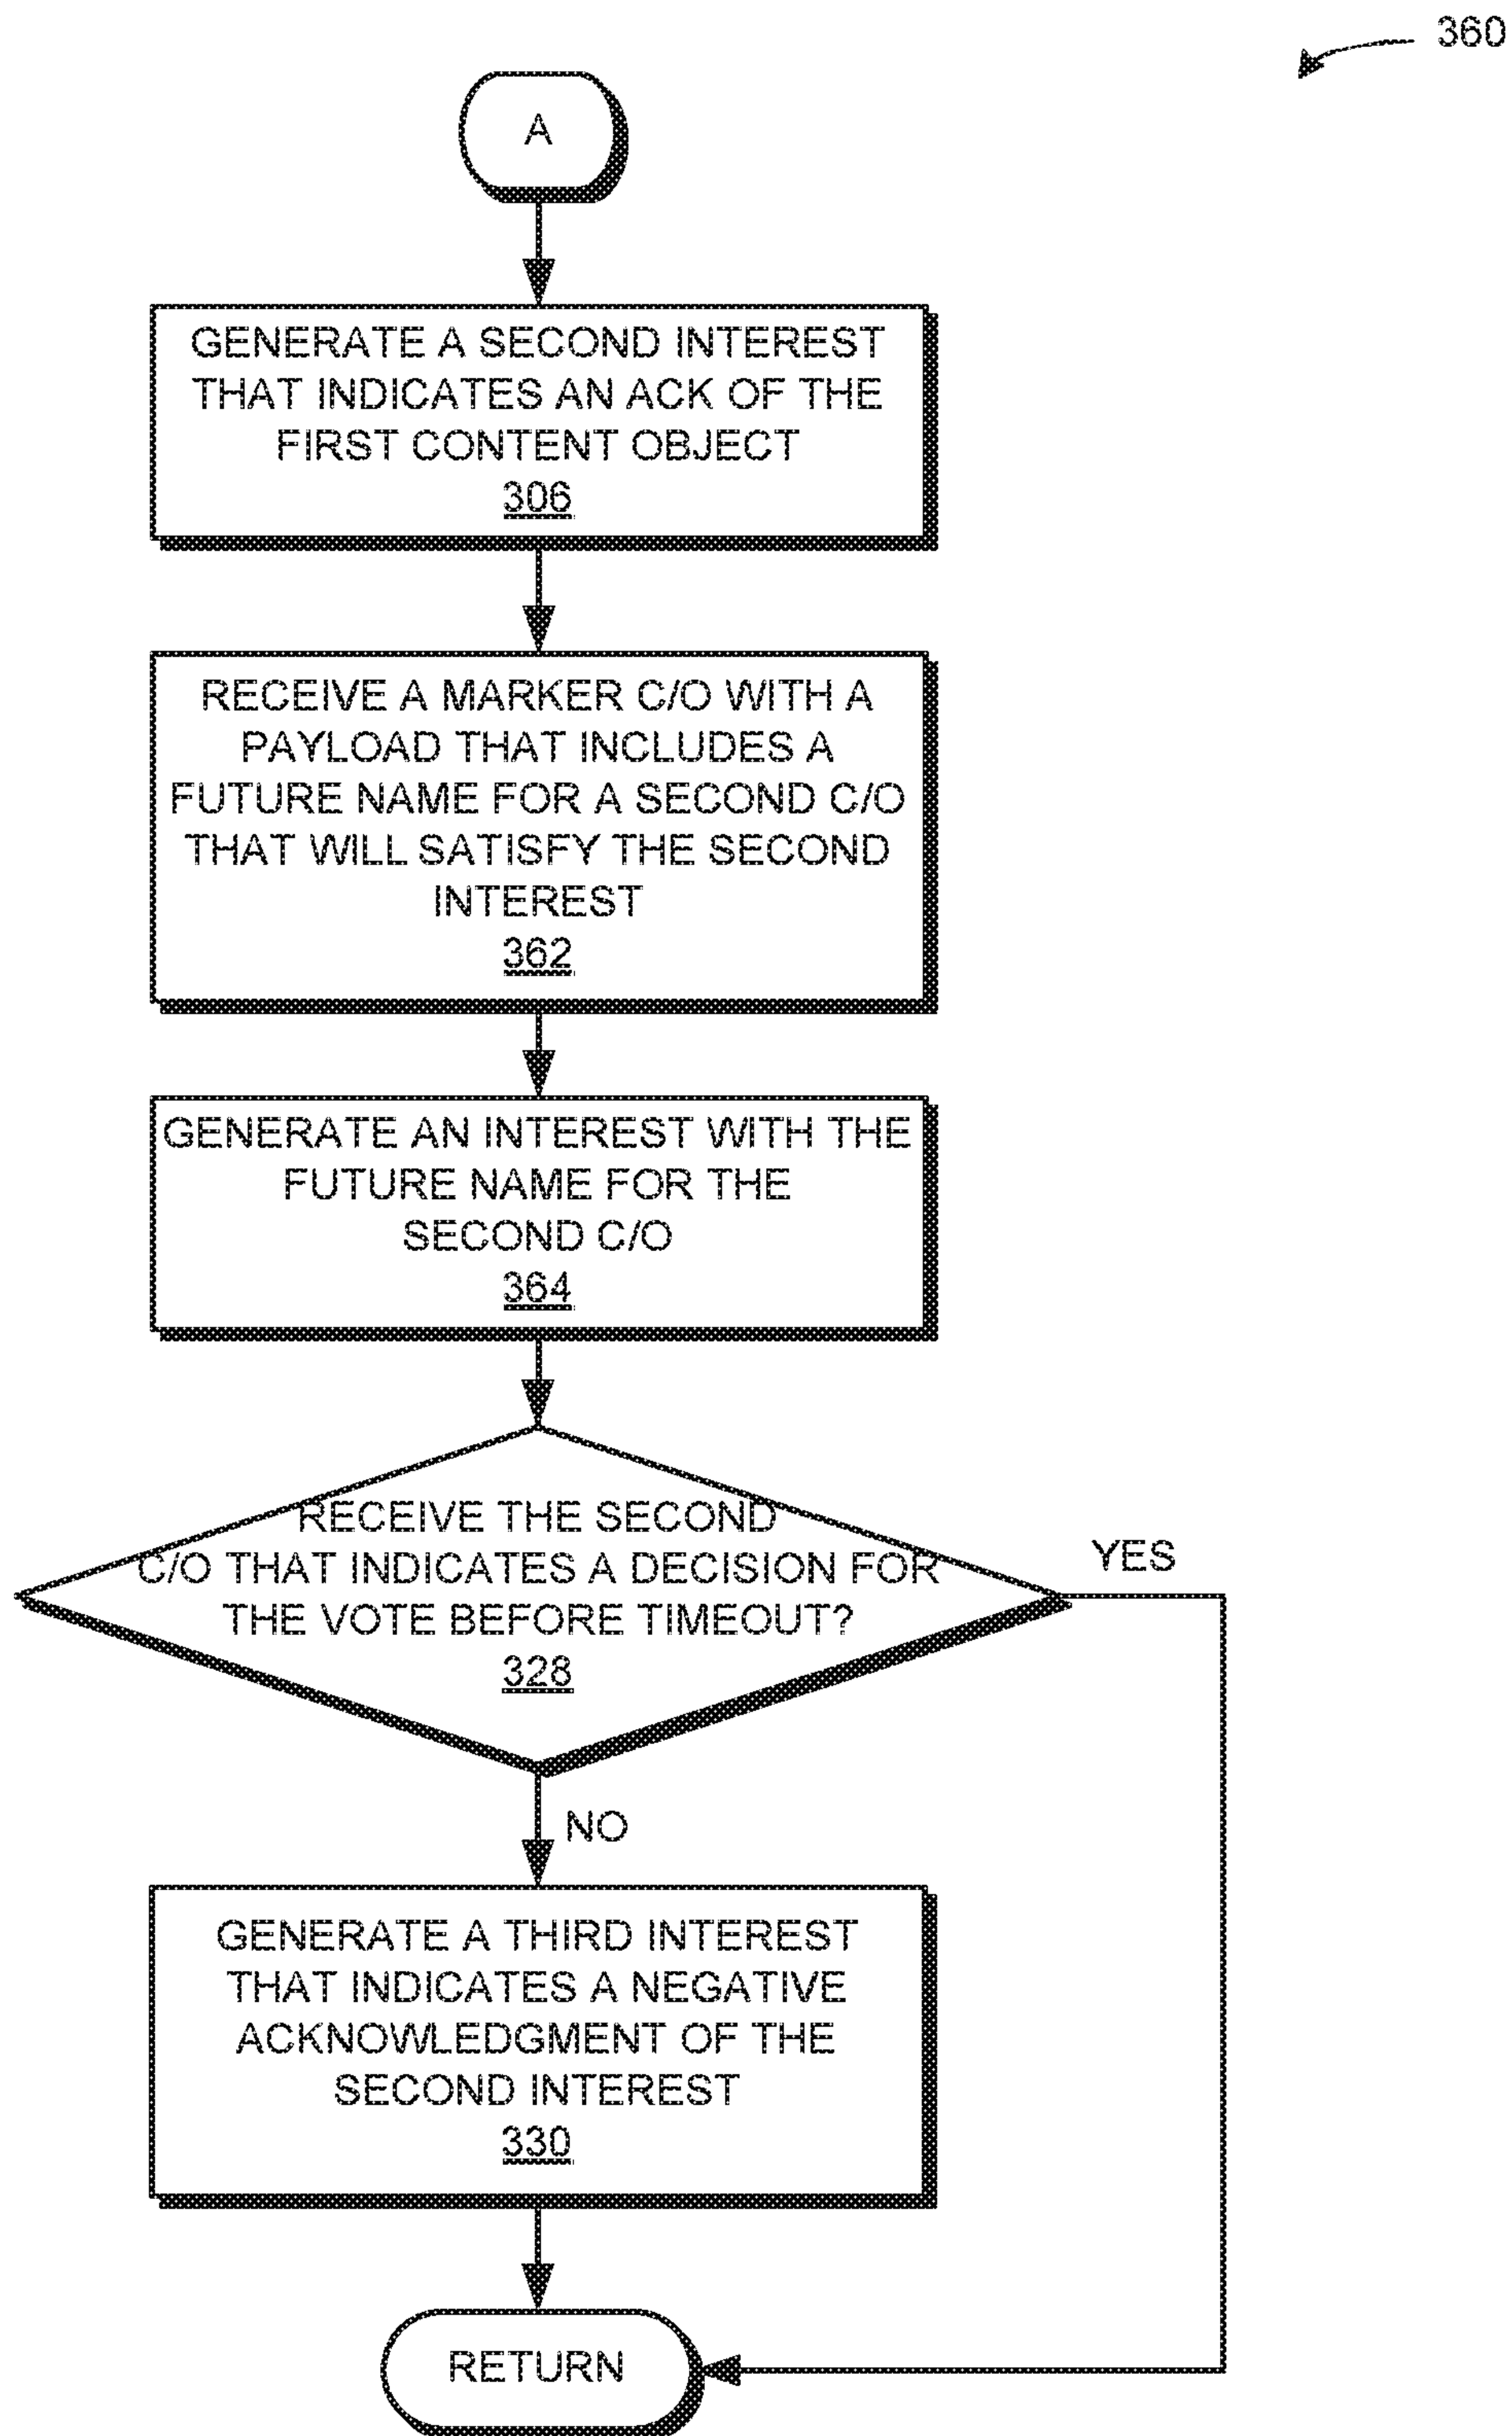 360
A
GENERATE A SECOND INTEREST
THAT INDICATES AN ACK OF THE
FIRST CONTENT OBJECT
306
RECEIVE A MARKER C/O WITH A
PAYLOAD THAT INCLUDES A
FUTURE NAME FOR A SECOND C/O
THAT WILL SATISFY THE SECOND
INTEREST
362
GENERATE AN INTEREST WITH THE
FUTURE NAME FOR THE
SECOND C/O
364
RECEIVE THE SECOND
C/O THAT INDICATES A DECISION FOR
THE VOTE BEFORE TIMEOUT?
328
YES
NO
GENERATE A THIRD INTEREST
THAT INDICATES A NEGATIVE
ACKNOWLEDGMENT OF THE
SECOND INTEREST
330
RETURN